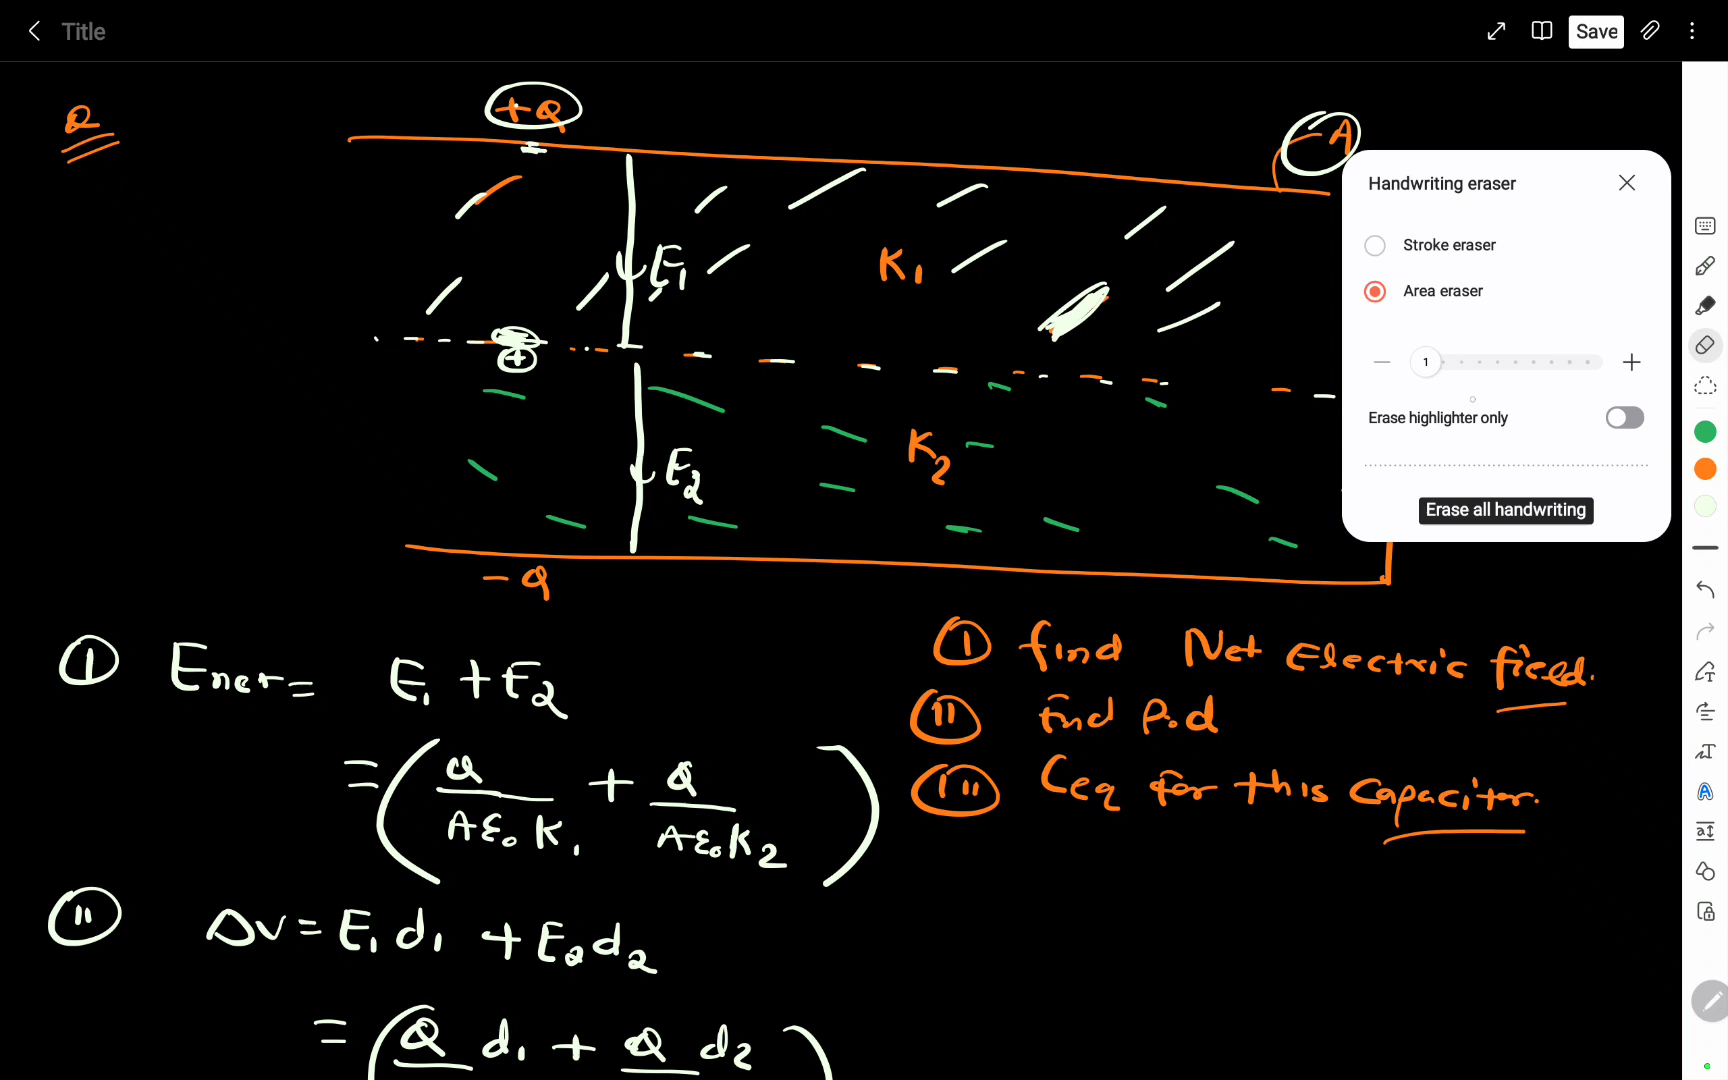 Title
Save
Q
+Q
A
Handwriting eraser
Stroke eraser
Area eraser
1
Erase highlighter only
Erase all handwriting
E₁
K₁
+
K₂
E₂
- Q
① Enet = E₁ + E₂
= ( Q / Aε₀K₁ + Q / Aε₀K₂ )
① find Net Electric field.
⑪ find P.d
⑪⑪ Ceq for this Capacitor.
⑪ ΔV = E₁d₁ + E₂d₂
= ( Q d₁ + Q d₂ )